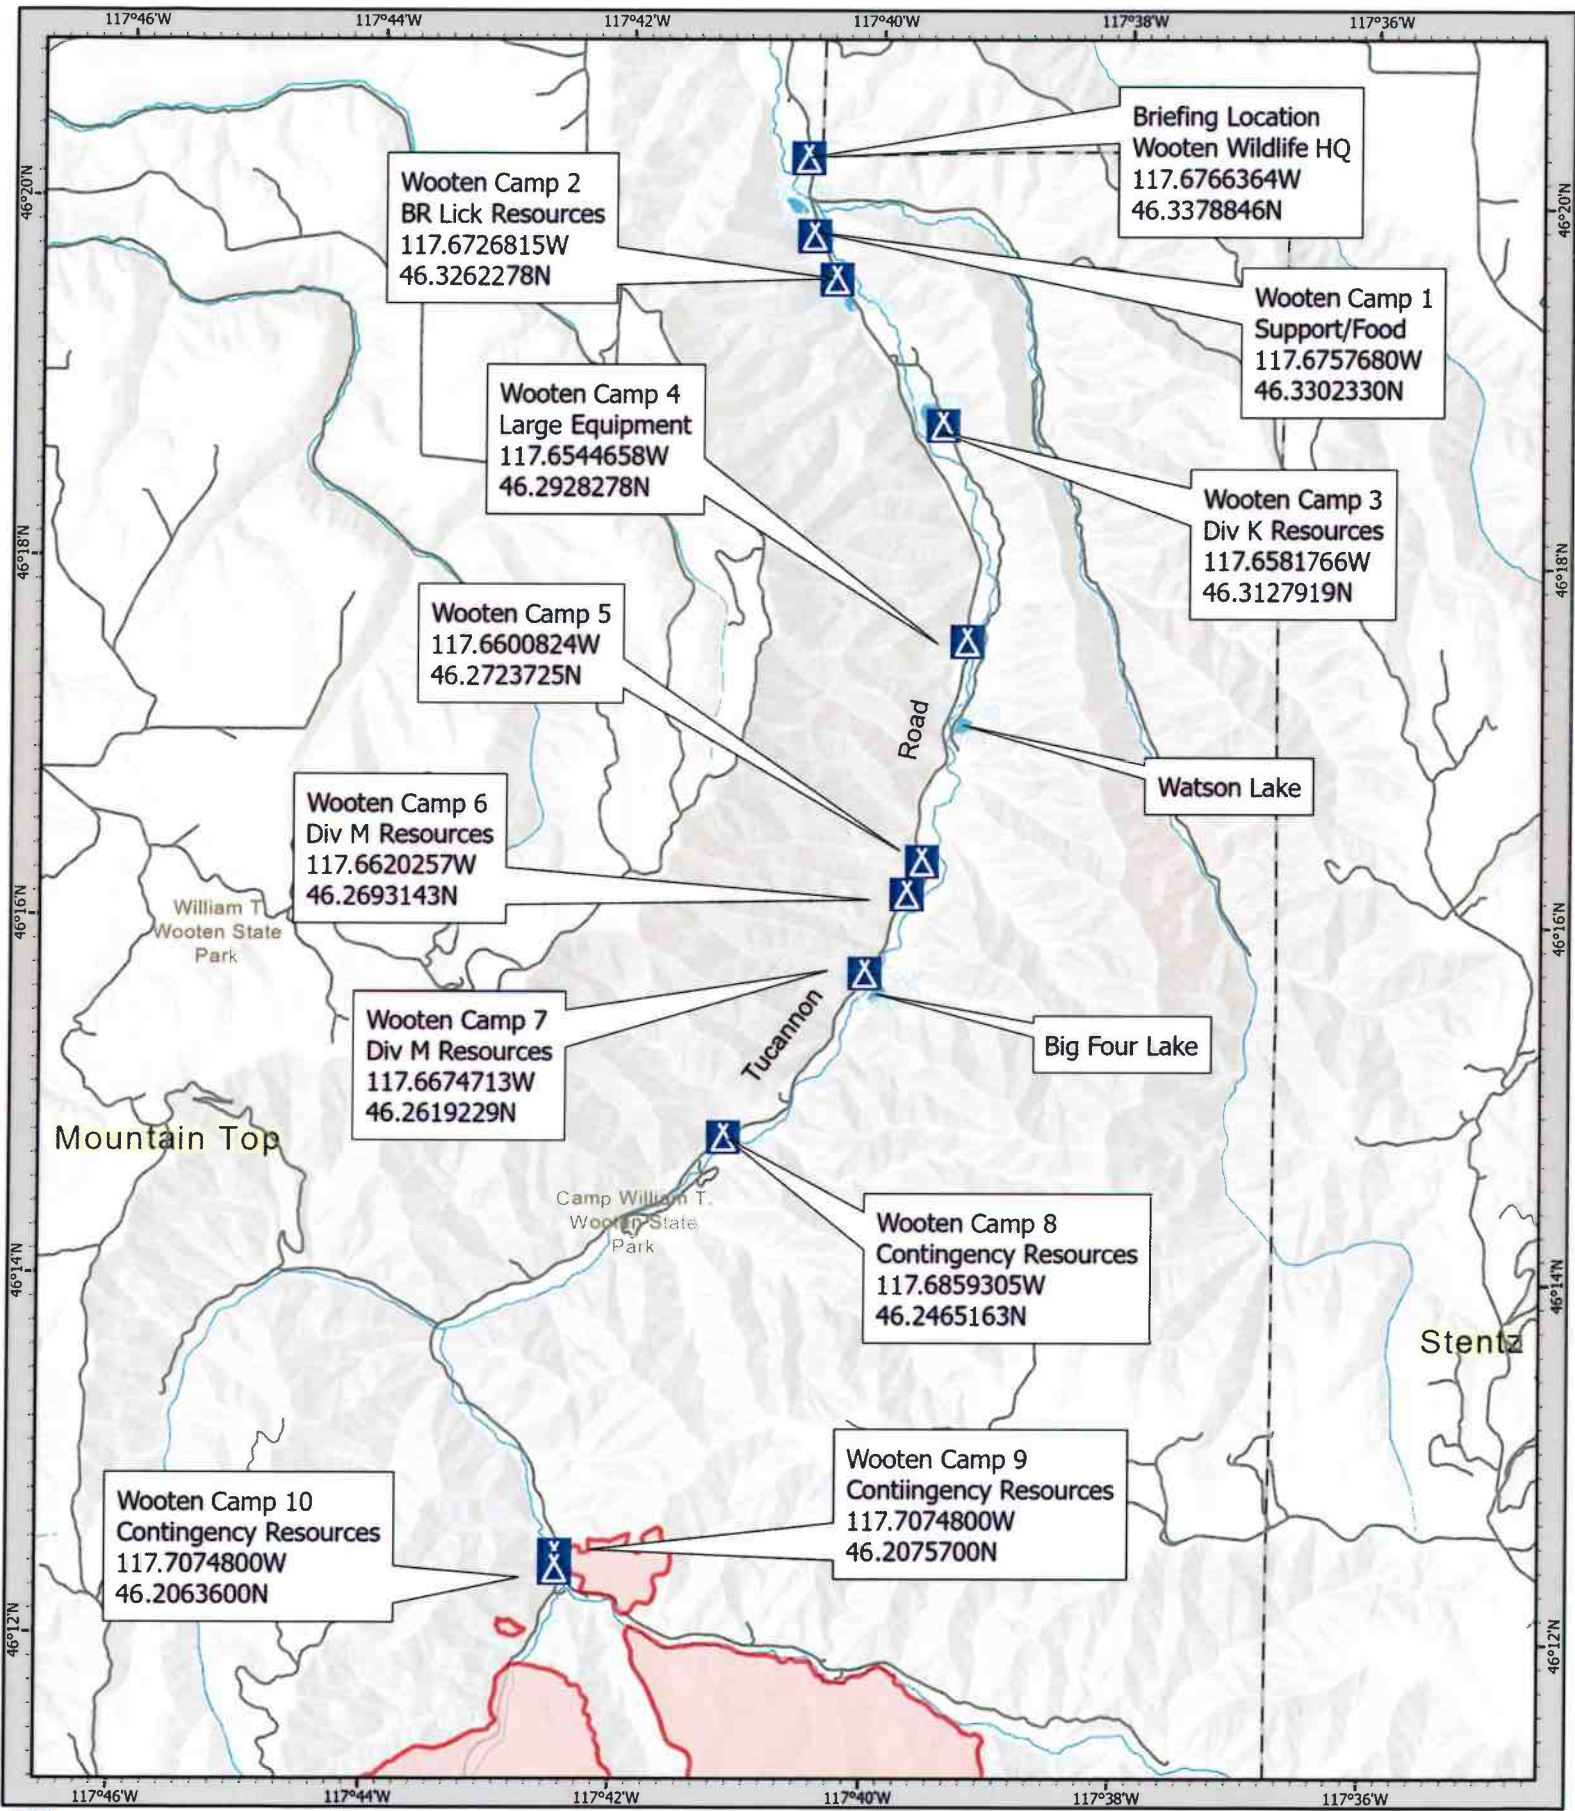 117°46'W
117°44'W
117°42'W
117°40'W
117°38'W
117°36'W
Briefing Location
Wooten Wildlife HQ
117.6766364W
46.3378846N
46°20'N
46°20'N
Wooten Camp 2
BR Lick Resources
117.6726815W
46.3262278N
Wooten Camp 1
Support/Food
117.6757680W
46.3302330N
Wooten Camp 4
Large Equipment
117.6544658W
46.2928278N
Wooten Camp 3
Div K Resources
117.6581766W
46.3127919N
46°18'N
46°18'N
Wooten Camp 5
117.6600824W
46.2723725N
Road
Watson Lake
Wooten Camp 6
Div M Resources
117.6620257W
46.2693143N
46°16'N
46°16'N
William T.
Wooten State
Park
Wooten Camp 7
Div M Resources
117.6674713W
46.2619229N
Tucannon
Big Four Lake
Mountain Top
Camp William T.
Wooten State
Park
Wooten Camp 8
Contingency Resources
117.6859305W
46.2465163N
46°14'N
46°14'N
Stentz
Wooten Camp 9
Contiingency Resources
117.7074800W
46.2075700N
Wooten Camp 10
Contingency Resources
117.7074800W
46.2063600N
46°12'N
46°12'N
117°46'W
117°44'W
117°42'W
117°40'W
117°38'W
117°36'W